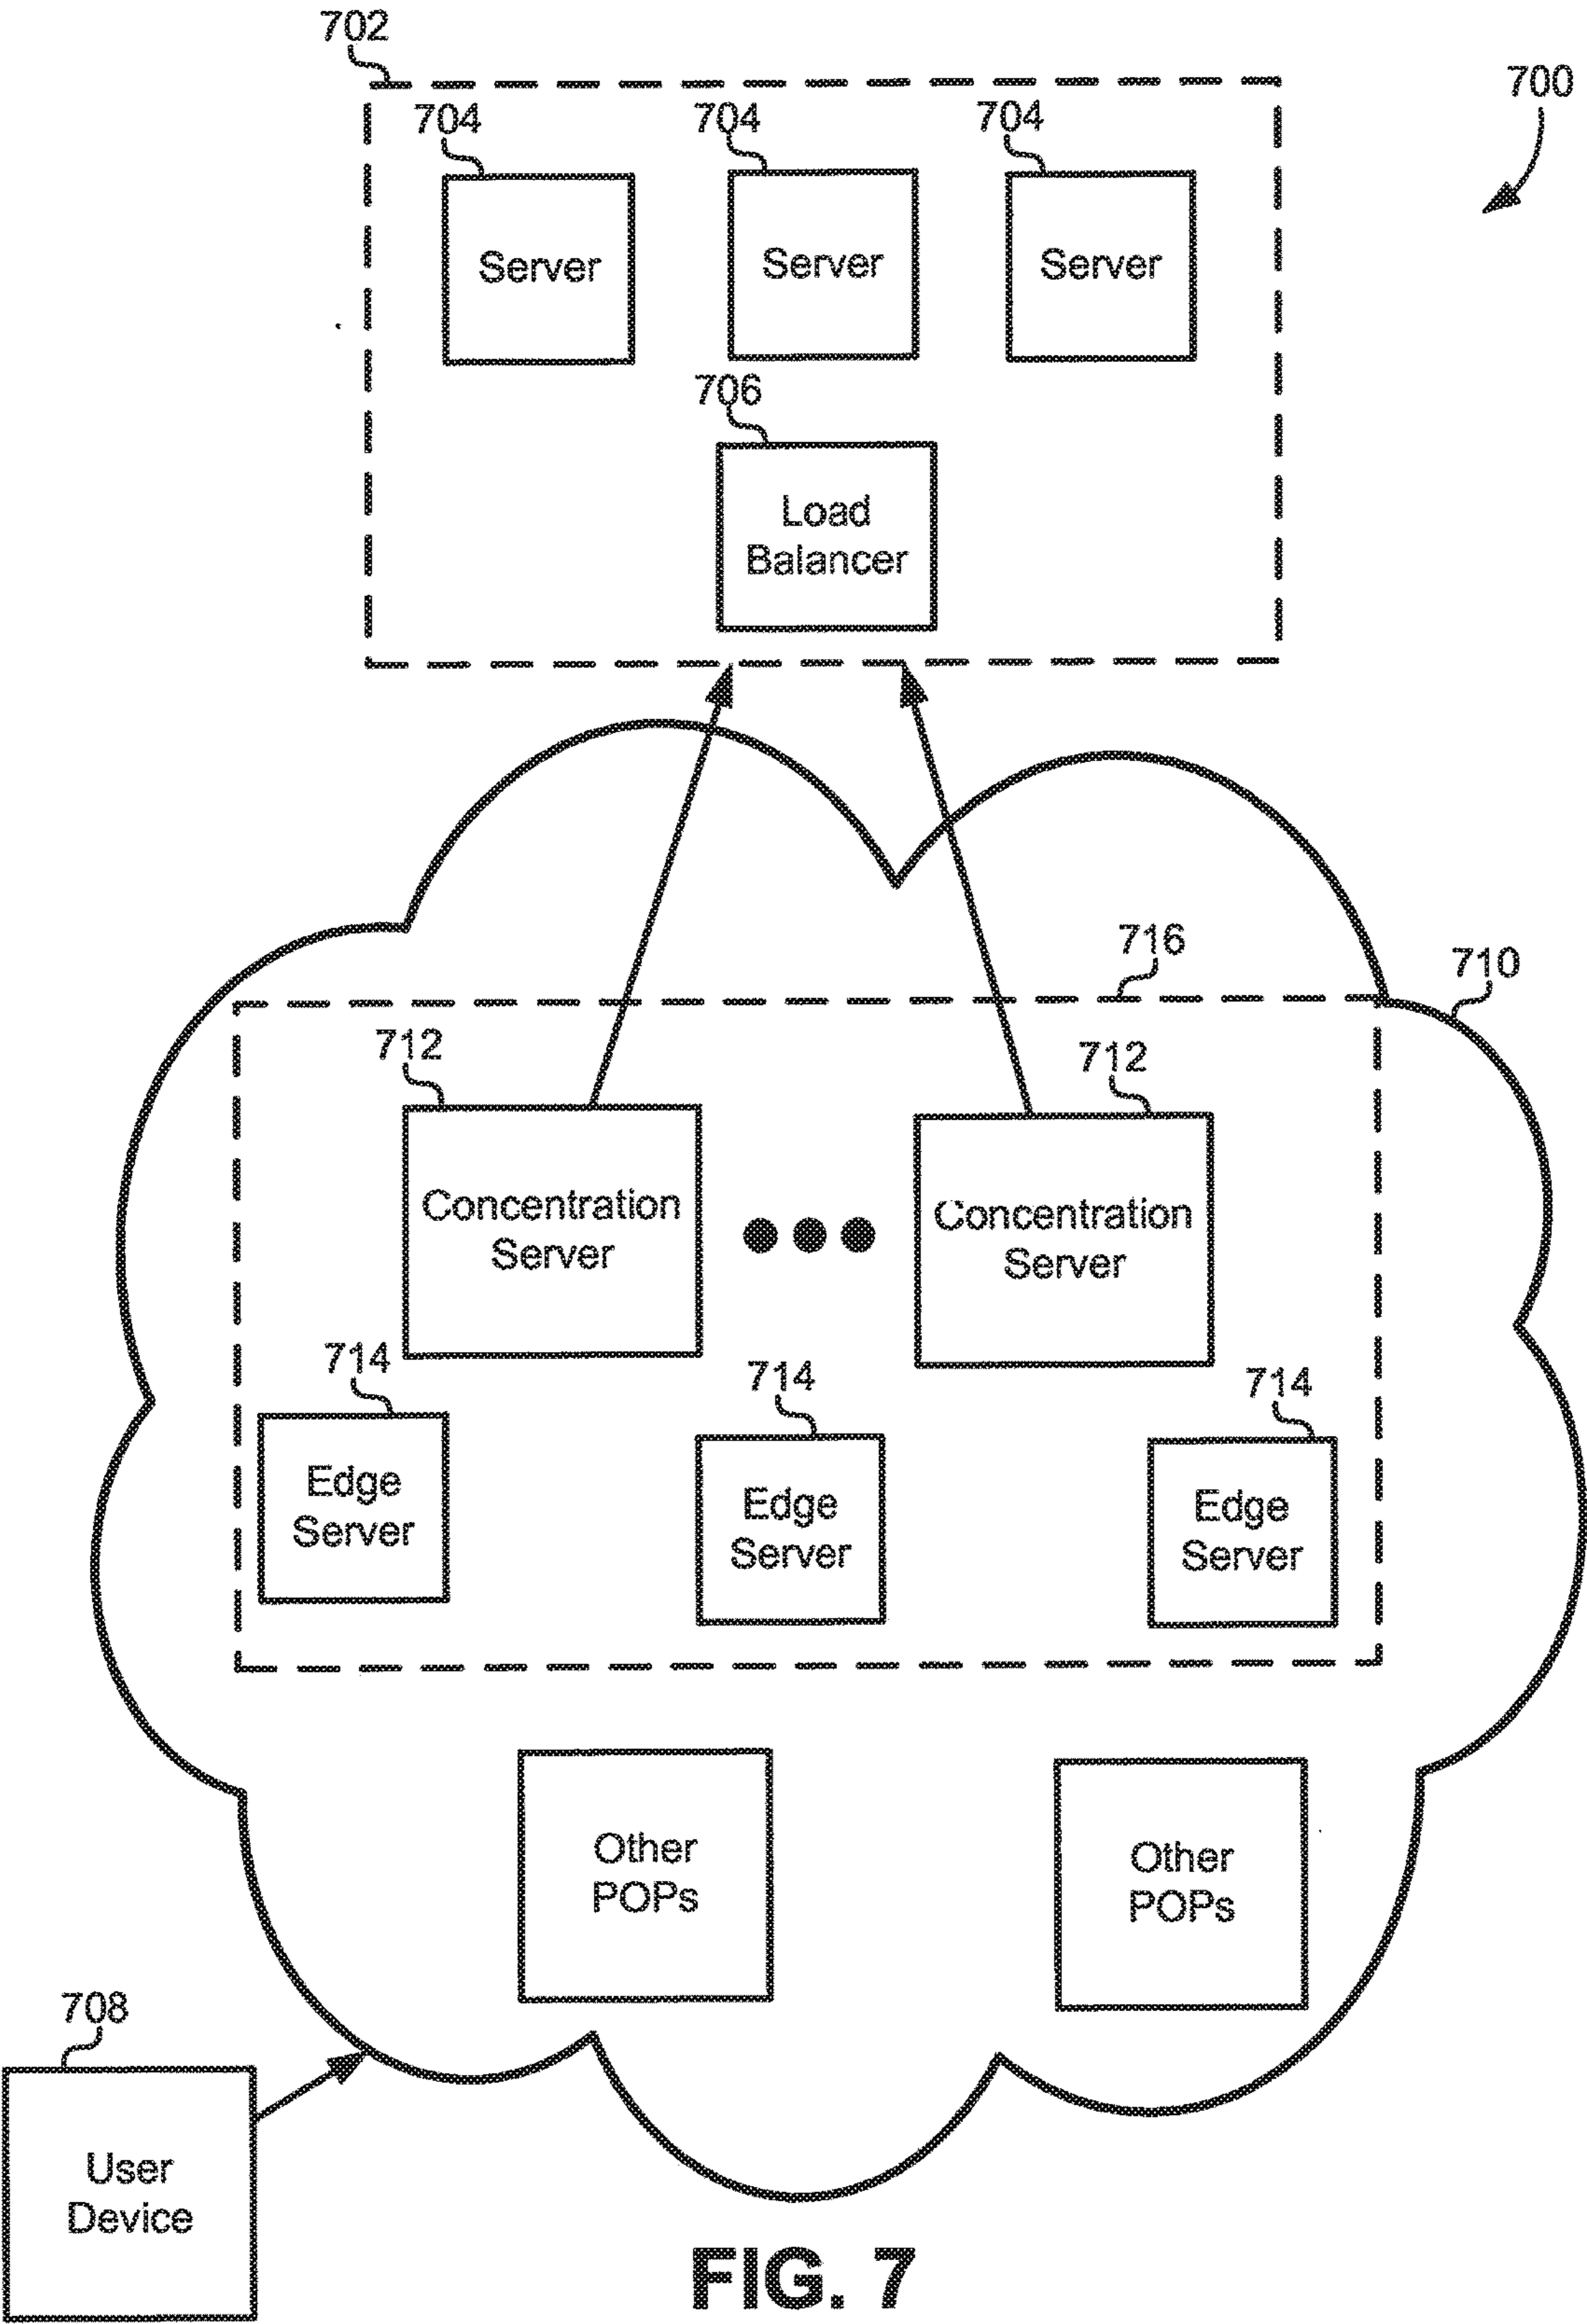 702
700
704
704
704
Server
Server
Server
706
Load
Balancer
716
710
712
712
Concentration
Server
Concentration
Server
714
714
714
Edge
Server
Edge
Server
Edge
Server
Other
POPs
Other
POPs
708
User
Device
FIG. 7